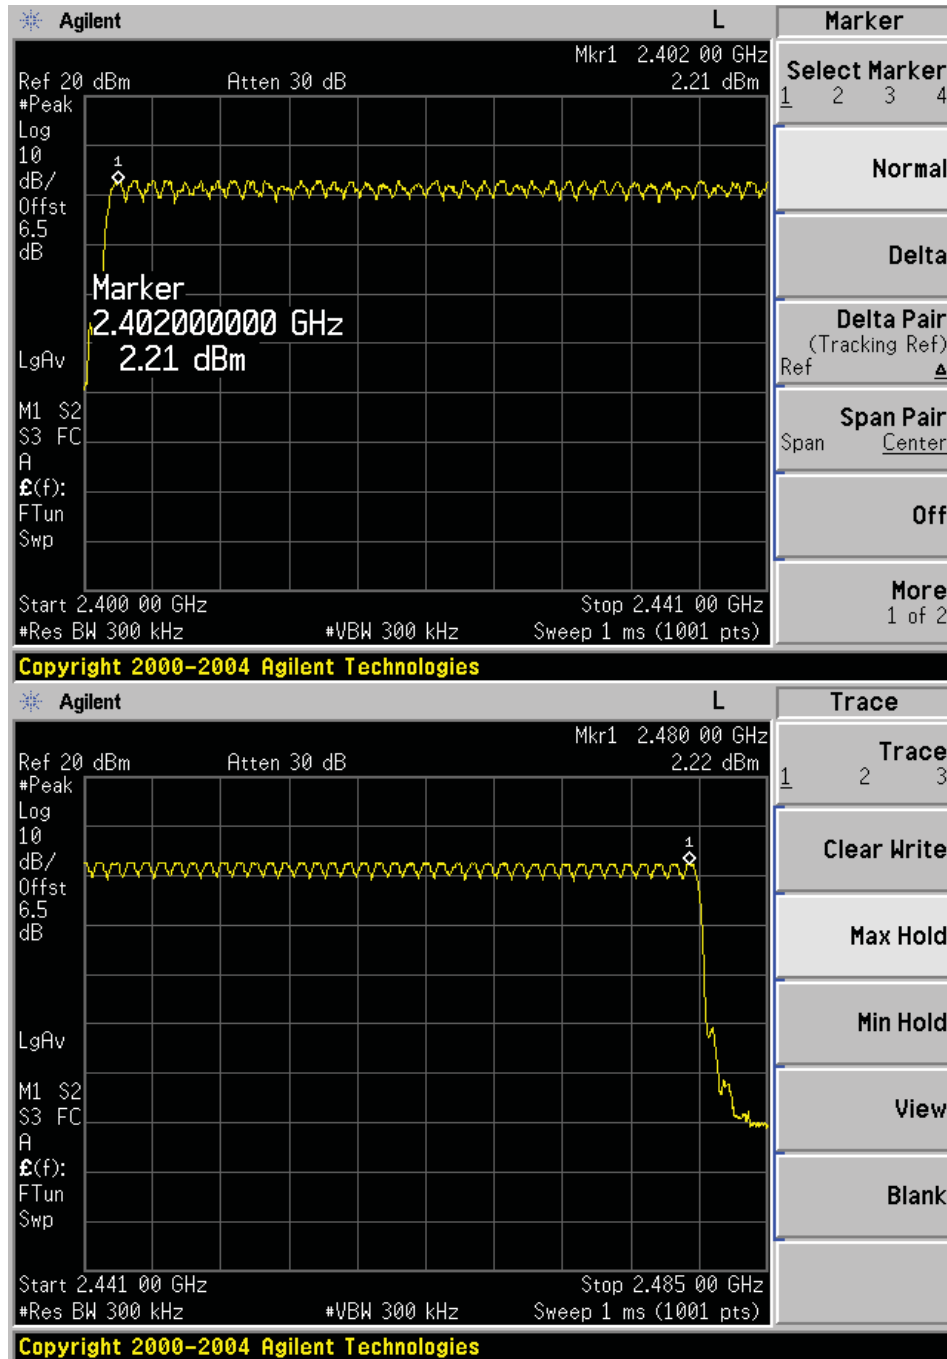 Agilent L Marker
Mkr1 2.402 00 GHz
Ref 20 dBm Atten 30 dB 2.21 dBm
#Peak
Log
10
dB/
Offst
6.5
dB
1
Marker
2.402000000 GHz
2.21 dBm
LgAv
M1 S2
S3 FC
A
£(f):
FTun
Swp
Start 2.400 00 GHz Stop 2.441 00 GHz
#Res BW 300 kHz #VBW 300 kHz Sweep 1 ms (1001 pts)
Select Marker
1 2 3 4
Normal
Delta
Delta Pair
(Tracking Ref)
Ref Δ
Span Pair
Span Center
Off
More
1 of 2
Copyright 2000-2004 Agilent Technologies
Agilent L Trace
Mkr1 2.480 00 GHz
Ref 20 dBm Atten 30 dB 2.22 dBm
#Peak
Log
10
dB/
Offst
6.5
dB
1
LgAv
M1 S2
S3 FC
A
£(f):
FTun
Swp
Start 2.441 00 GHz Stop 2.485 00 GHz
#Res BW 300 kHz #VBW 300 kHz Sweep 1 ms (1001 pts)
Trace
1 2 3
Clear Write
Max Hold
Min Hold
View
Blank
Copyright 2000-2004 Agilent Technologies